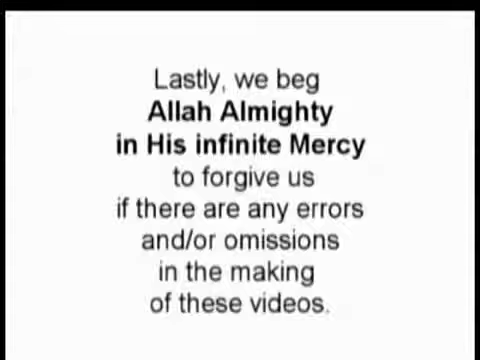 Lastly, we beg
Allah Almighty
in His infinite Mercy
to forgive us
if there are any errors
and/or omissions
in the making
of these videos.